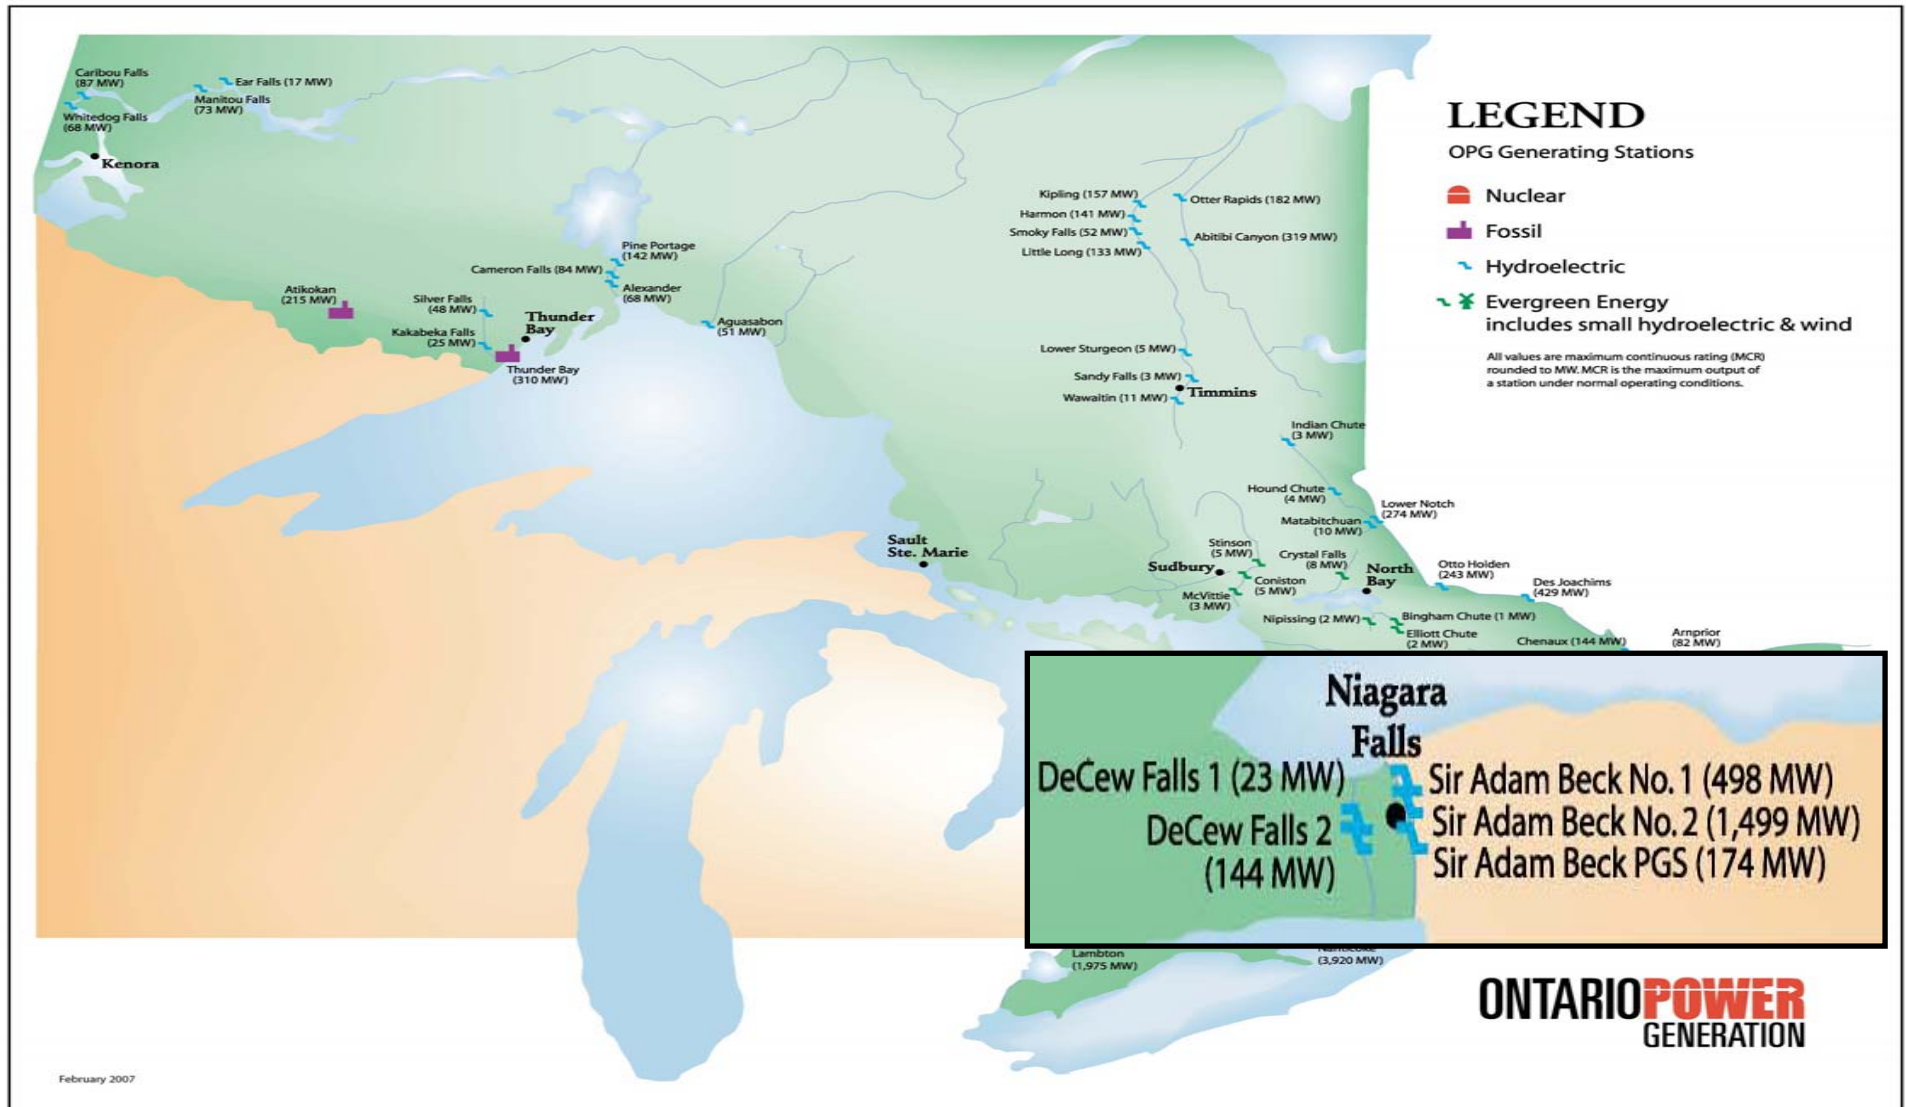 Caribou Falls
(87 MW)
Ear Falls (17 MW)
Manitou Falls
(73 MW)
Whitedog Falls
(68 MW)
Kenora
LEGEND
OPG Generating Stations
Nuclear
Fossil
Hydroelectric
Evergreen Energy
includes small hydroelectric & wind
All values are maximum continuous rating (MCR)
rounded to MW. MCR is the maximum output of
a station under normal operating conditions.
Kipling (157 MW)
Harmon (141 MW)
Smoky Falls (52 MW)
Little Long (133 MW)
Otter Rapids (182 MW)
Abitibi Canyon (319 MW)
Pine Portage
(142 MW)
Cameron Falls (84 MW)
Alexander
(68 MW)
Atikokan
(215 MW)
Silver Falls
(48 MW)
Kakabeka Falls
(25 MW)
Thunder
Bay
Thunder Bay
(310 MW)
Aguasabon
(51 MW)
Lower Sturgeon (5 MW)
Sandy Falls (3 MW)
Timmins
Wawaitin (11 MW)
Indian Chute
(3 MW)
Hound Chute
(4 MW)
Lower Notch
(274 MW)
Matabitchuan
(10 MW)
Sault
Ste. Marie
Stinson
(5 MW)
Crystal Falls
(8 MW)
Sudbury
Coniston
(5 MW)
McVittie
(3 MW)
North
Bay
Otto Holden
(243 MW)
Des Joachims
(429 MW)
Nipissing (2 MW)
Bingham Chute (1 MW)
Elliott Chute
(2 MW)
Chenaux (144 MW)
Arnprior
(82 MW)
Niagara
Falls
DeCew Falls 1 (23 MW)
DeCew Falls 2
(144 MW)
Sir Adam Beck No. 1 (498 MW)
Sir Adam Beck No. 2 (1,499 MW)
Sir Adam Beck PGS (174 MW)
Lambton
(1,975 MW)
Nanticoke
(3,920 MW)
ONTARIOPOWER
GENERATION
February 2007